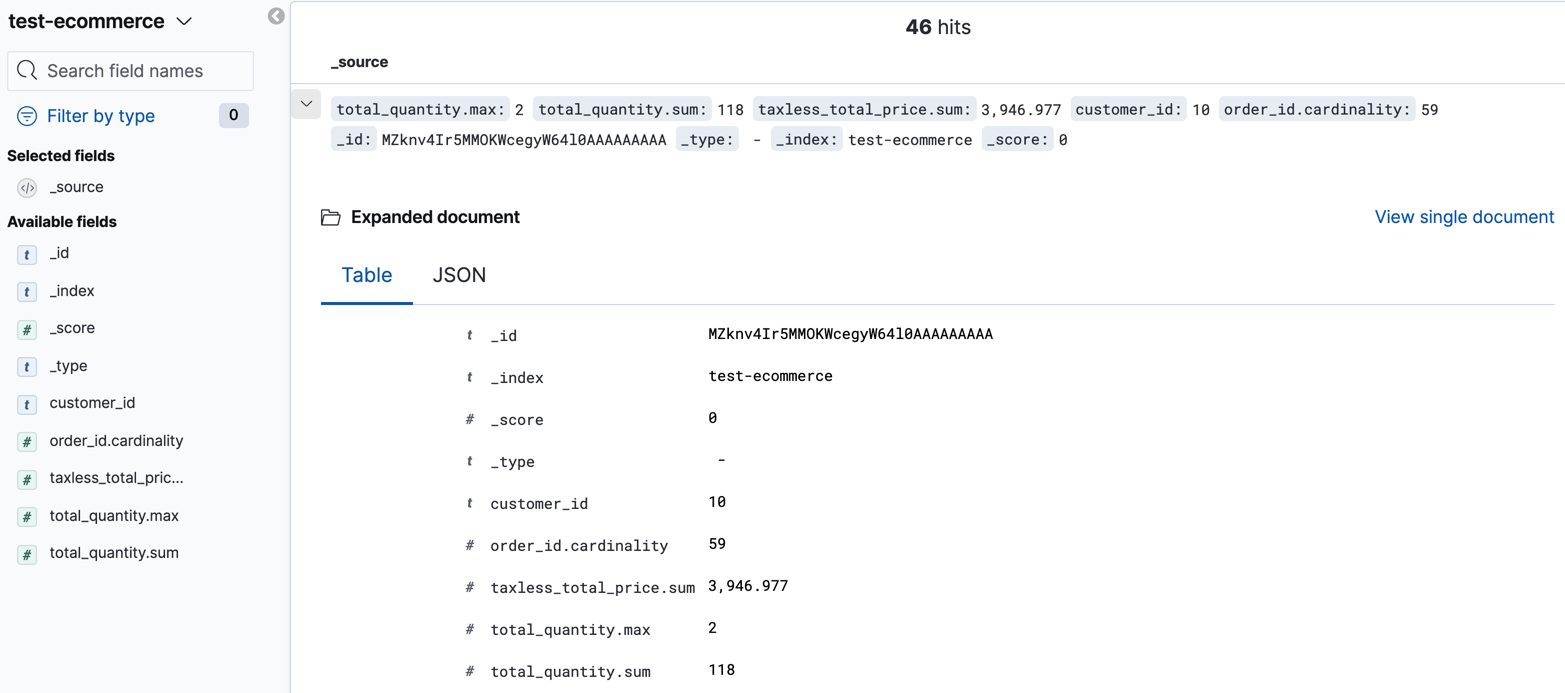 test-ecommerce
Search field names
Filter by type 0
Selected fields
_source
Available fields
_id
_index
_score
_type
customer_id
order_id.cardinality
taxless_total_pric...
total_quantity.max
total_quantity.sum
46 hits
_source
total_quantity.max: 2 total_quantity.sum: 118 taxless_total_price.sum: 3,946.977 customer_id: 10 order_id.cardinality: 59
_id: MZknv4Ir5MMOKWcegyW64l0AAAAAAAAA _type: - _index: test-ecommerce _score: 0
Expanded document View single document
Table JSON
t _id MZknv4Ir5MMOKWcegyW64l0AAAAAAAAA
t _index test-ecommerce
# _score 0
t _type -
t customer_id 10
# order_id.cardinality 59
# taxless_total_price.sum 3,946.977
# total_quantity.max 2
# total_quantity.sum 118